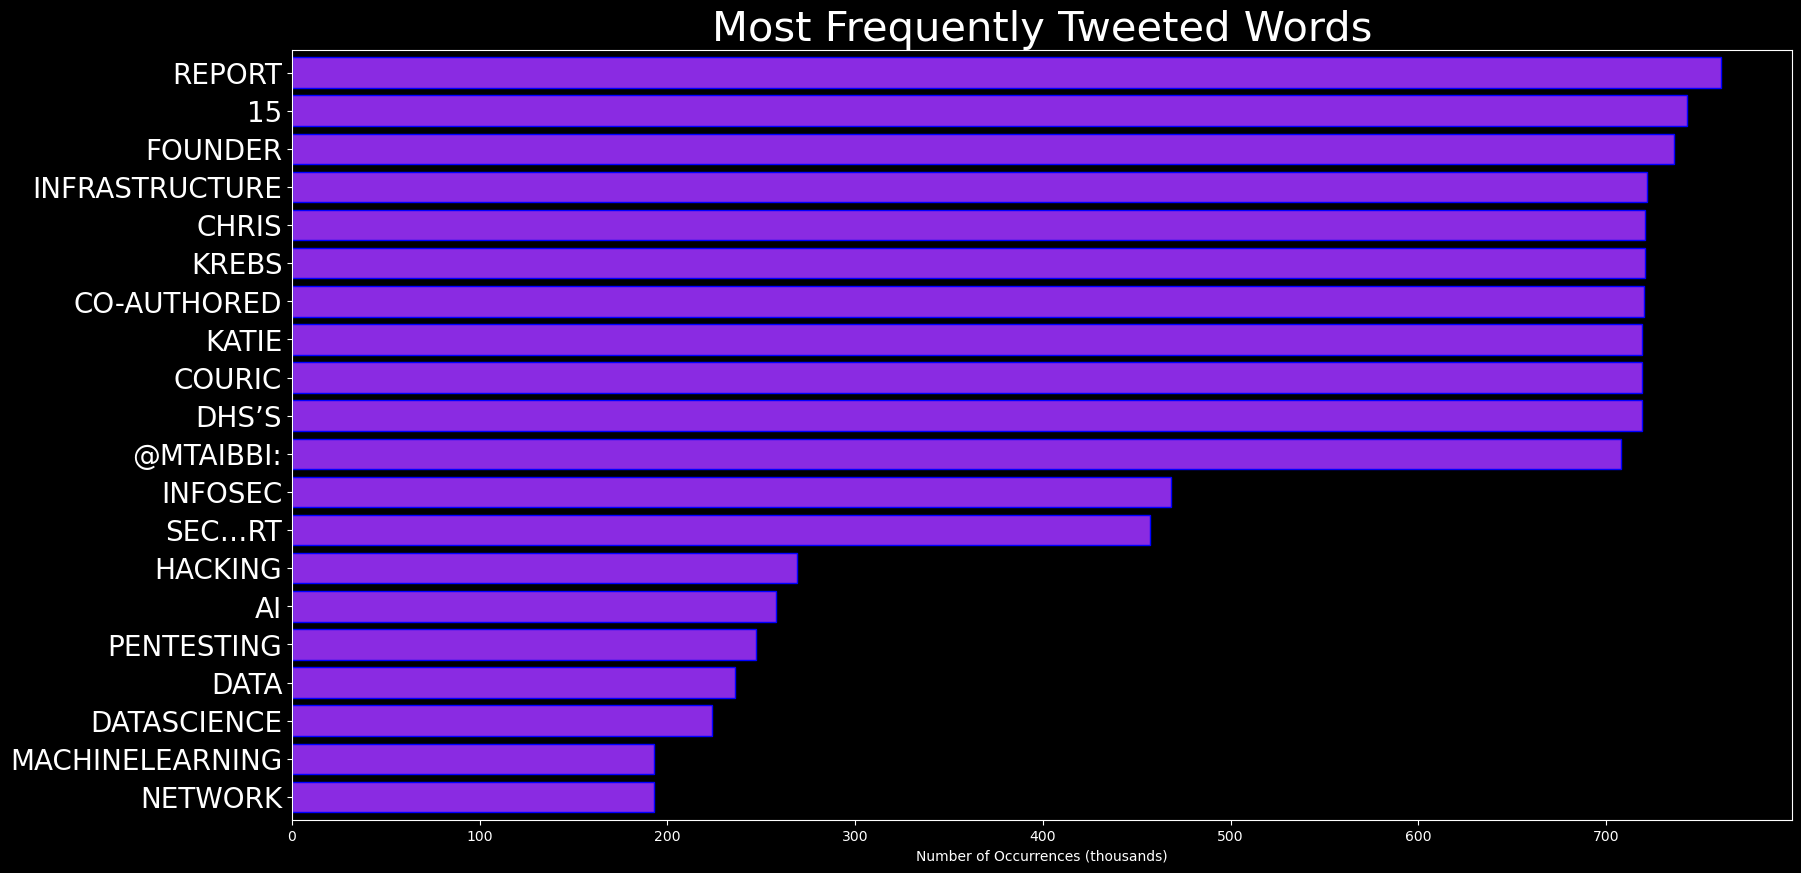 Most Frequently Tweeted Words
REPORT
15
FOUNDER
INFRASTRUCTURE
CHRIS
KREBS
CO-AUTHORED
KATIE
COURIC
DHS’S
@MTAIBBI:
INFOSEC
SEC…RT
HACKING
AI
PENTESTING
DATA
DATASCIENCE
MACHINELEARNING
NETWORK
0 100 200 300 400 500 600 700
Number of Occurrences (thousands)